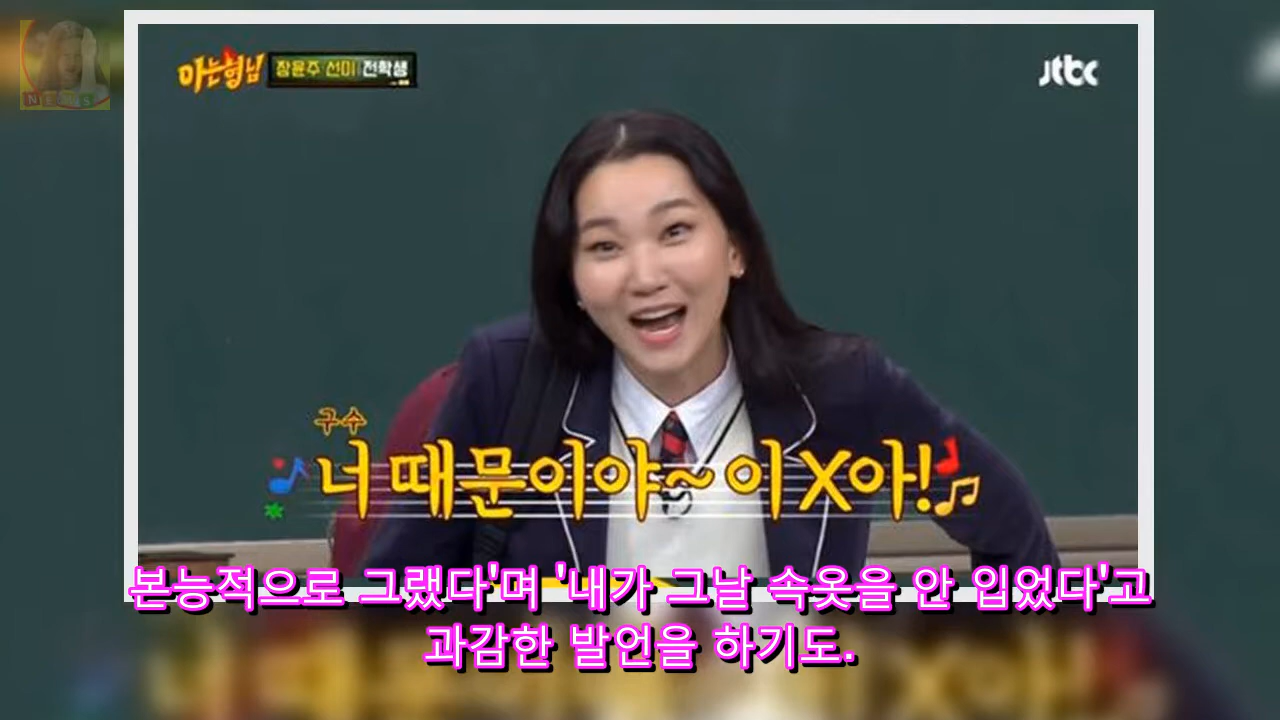 NEWS
아는형님
장윤주 선미 전학생
jtbc
구수
너 때문이야~ 이 X아!
본능적으로 그랬다'며 '내가 그날 속옷을 안 입었다'고
과감한 발언을 하기도.